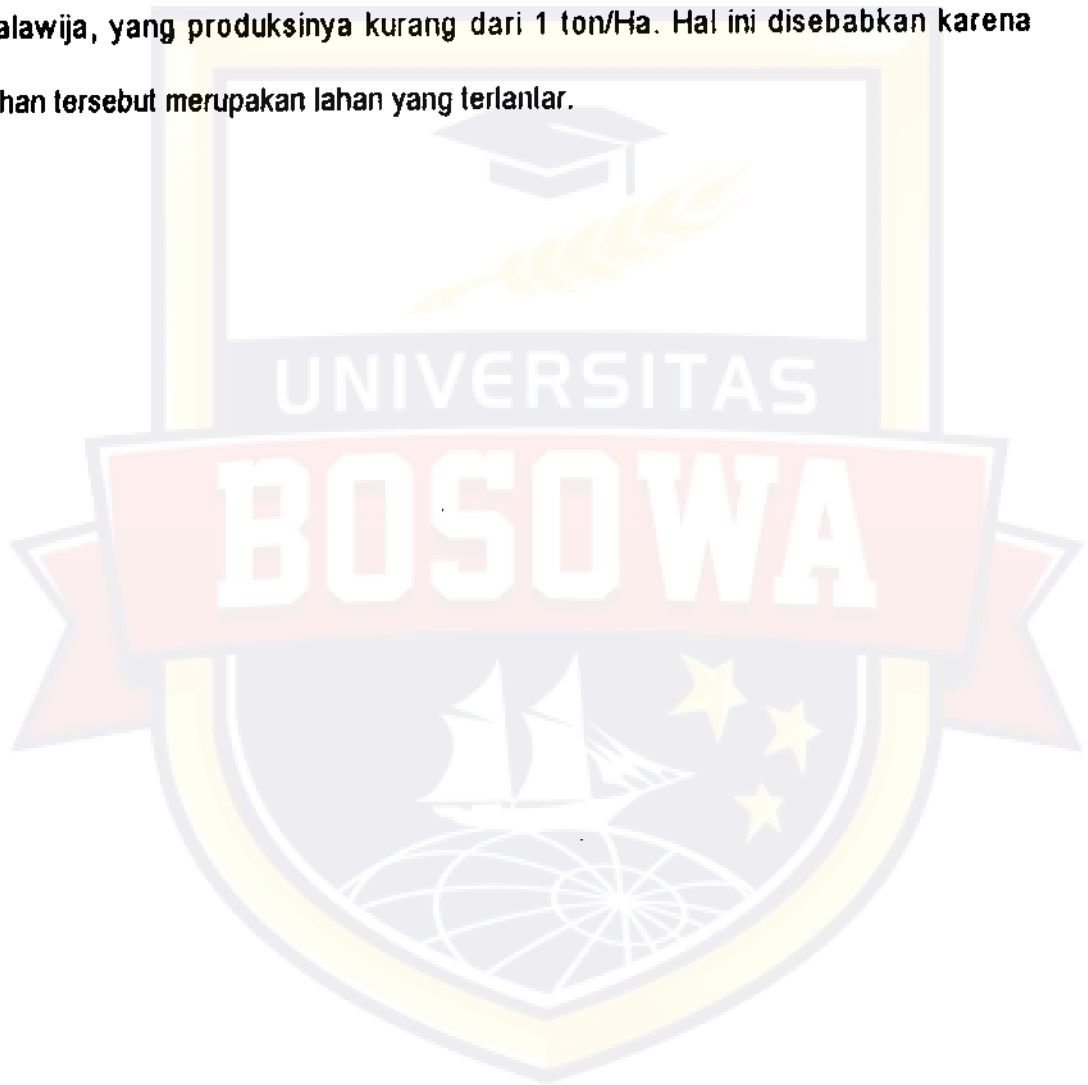 alawija, yang produksinya kurang dari 1 ton/Ha. Hal ini disebabkan karena
han tersebut merupakan lahan yang terlantar.
UNIVERSITAS
BOSOWA